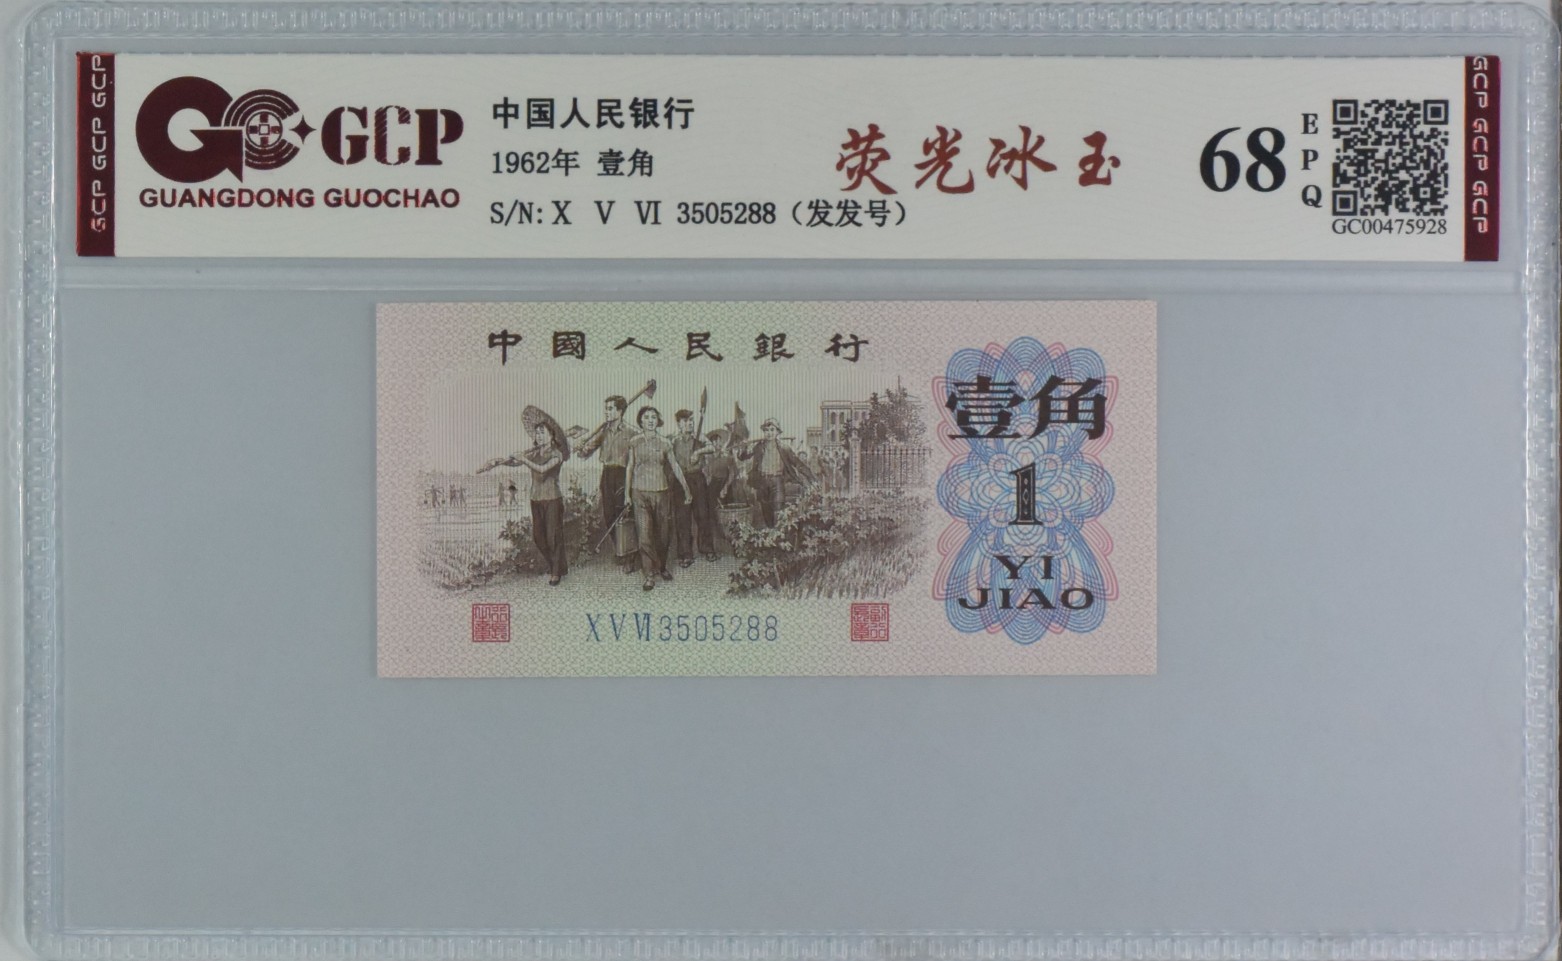 GCP GCP GCP
GCP
GUANGDONG GUOCHAO
中国人民银行
1962年 壹角
S/N: X V VI 3505288（发发号）
荧光冰玉
68
EPQ
GC00475928
GCP GCP GCP
中國人民銀行
壹角
1
YI
JIAO
X V VI 3505288